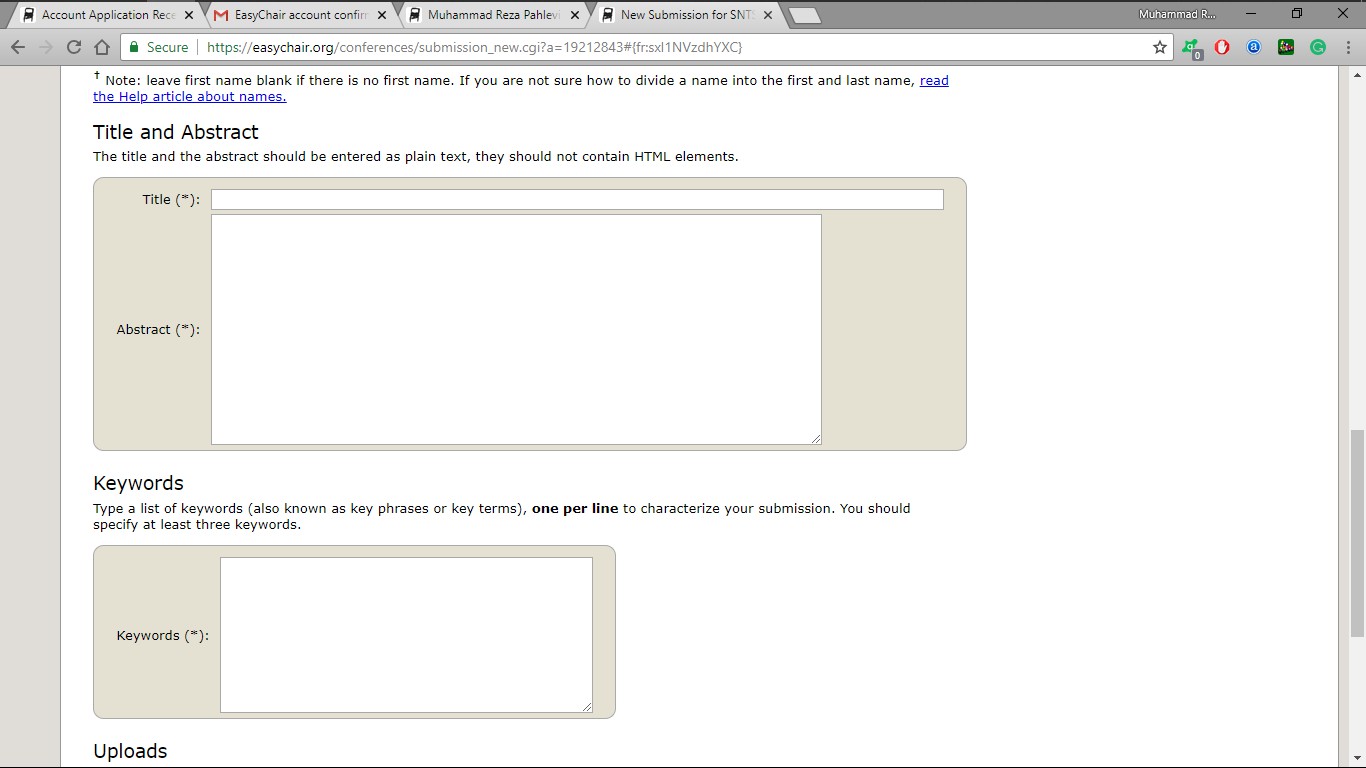 Account Application Rece
EasyChair account confirm
Muhammad Reza Pahlevi
New Submission for SNTS
Muhammad R...
Secure
https://easychair.org/conferences/submission_new.cgi?a=19212843#{fr:sxl1NVzdhYXC}
0
† Note: leave first name blank if there is no first name. If you are not sure how to divide a name into the first and last name, read
the Help article about names.
Title and Abstract
The title and the abstract should be entered as plain text, they should not contain HTML elements.
Title (*):
Abstract (*):
Keywords
Type a list of keywords (also known as key phrases or key terms), one per line to characterize your submission. You should
specify at least three keywords.
Keywords (*):
Uploads